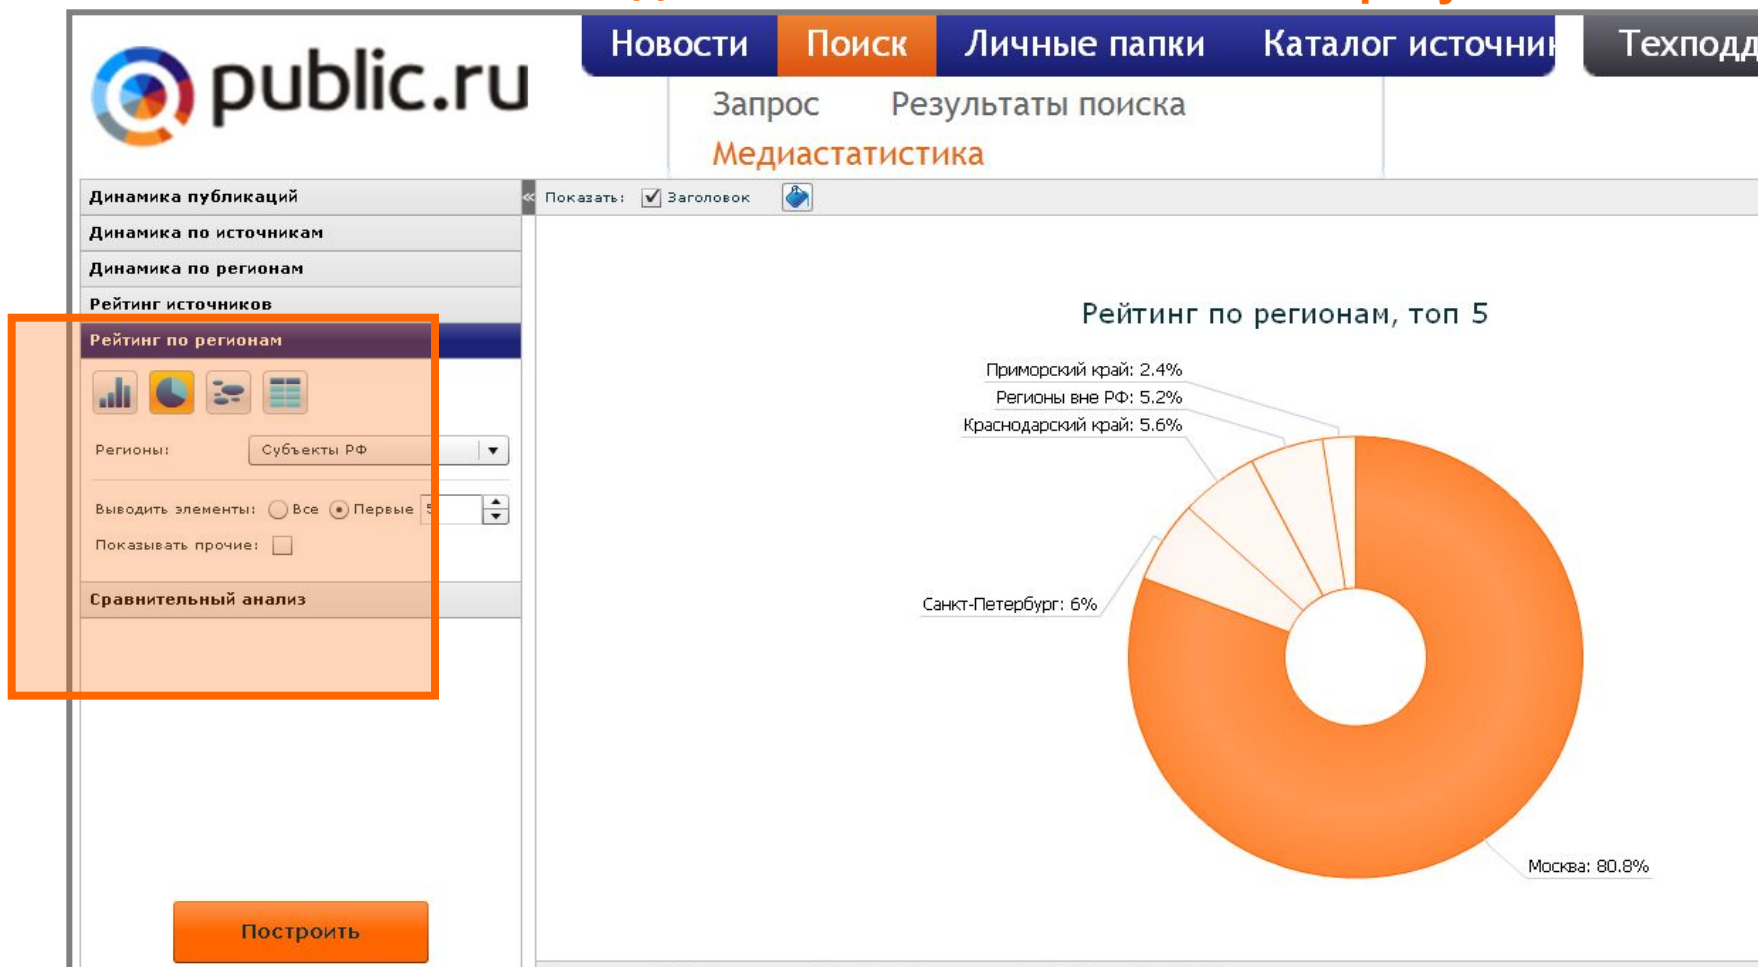 public.ru
Новости Поиск Личные папки Каталог источни
Техподд
Запрос Результаты поиска
Медиастатистика
Динамика публикаций
Динамика по источникам
Динамика по регионам
Рейтинг источников
Рейтинг по регионам
Регионы: Субъекты РФ
Выводить элементы: Все Первые 5
Показывать прочие:
Сравнительный анализ
Построить
« Показать: Заголовок
Рейтинг по регионам, топ 5
Приморский край: 2.4%
Регионы вне РФ: 5.2%
Краснодарский край: 5.6%
Санкт-Петербург: 6%
Москва: 80.8%